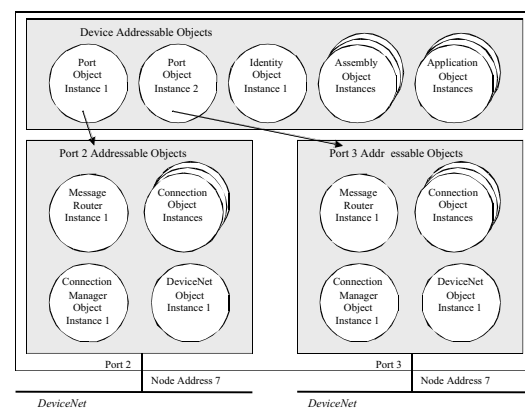 Device Addressable Objects
Port
Object
Instance 1
Port
Object
Instance 2
Identity
Object
Instance 1
Assembly
Object
Instances
Application
Object
Instances
Port 2 Addressable Objects
Message
Router
Instance 1
Connection
Object
Instances
Connection
Manager
Object
Instance 1
DeviceNet
Object
Instance 1
Port 3 Addr essable Objects
Message
Router
Instance 1
Connection
Object
Instances
Connection
Manager
Object
Instance 1
DeviceNet
Object
Instance 1
Port 2
Node Address 7
DeviceNet
Port 3
Node Address 7
DeviceNet